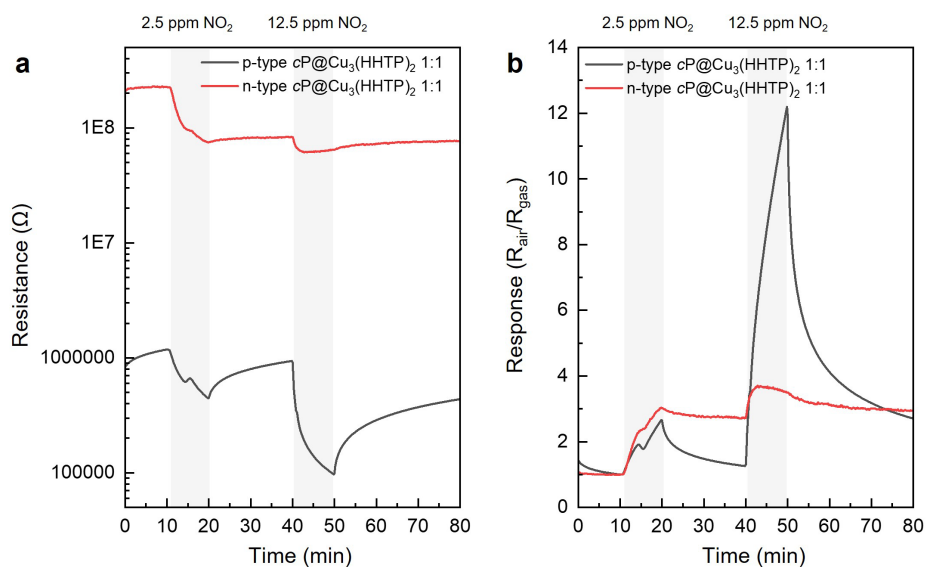 2.5 ppm NO₂ 12.5 ppm NO₂
a
p-type cP@Cu₃(HHTP)₂ 1:1
n-type cP@Cu₃(HHTP)₂ 1:1
Resistance (Ω)
1E8
1E7
1000000
100000
0 10 20 30 40 50 60 70 80
Time (min)
2.5 ppm NO₂ 12.5 ppm NO₂
b
p-type cP@Cu₃(HHTP)₂ 1:1
n-type cP@Cu₃(HHTP)₂ 1:1
Response (R_air/R_gas)
14
12
10
8
6
4
2
0
0 10 20 30 40 50 60 70 80
Time (min)